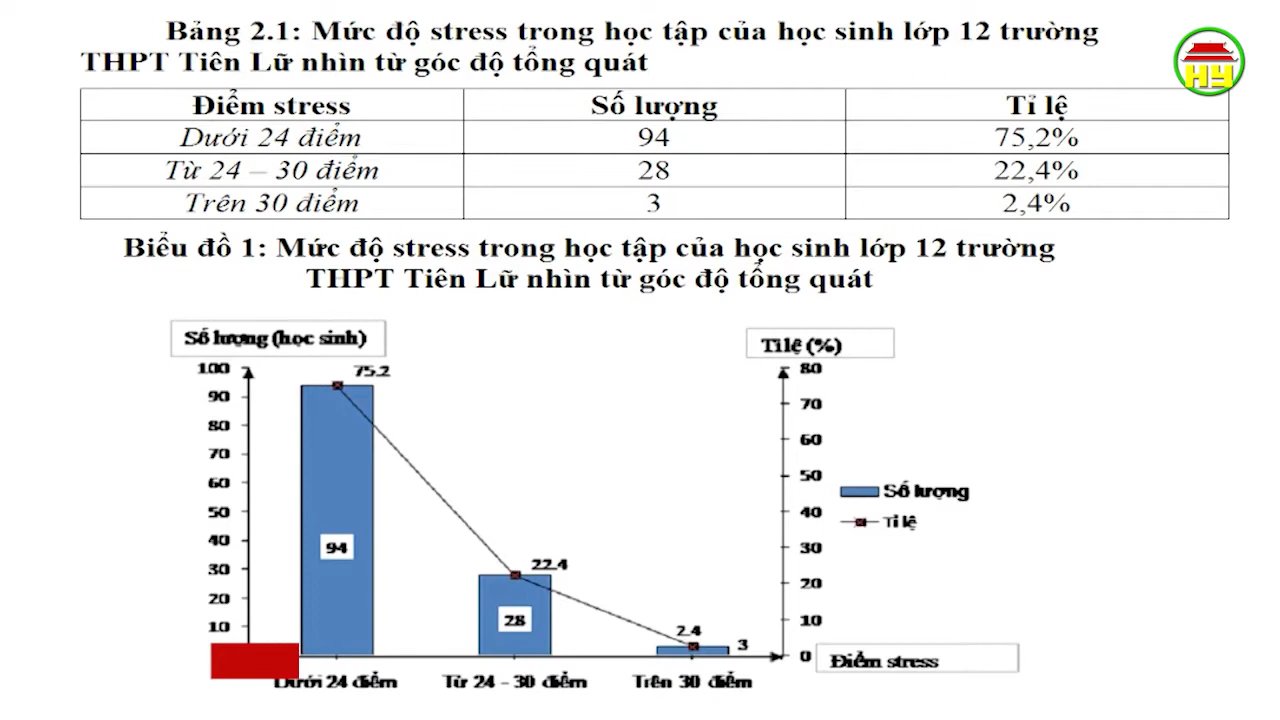 Bảng 2.1: Mức độ stress trong học tập của học sinh lớp 12 trường
THPT Tiên Lữ nhìn từ góc độ tổng quát
HY
Điểm stress Số lượng Tỉ lệ
Dưới 24 điểm 94 75,2%
Từ 24 – 30 điểm 28 22,4%
Trên 30 điểm 3 2,4%
Biểu đồ 1: Mức độ stress trong học tập của học sinh lớp 12 trường
THPT Tiên Lữ nhìn từ góc độ tổng quát
Số lượng (học sinh)
Tỉ lệ (%)
100
90
80
70
60
50
40
30
20
10
75.2
94
22.4
28
2.4
3
80
70
60
50
40
30
20
10
0
Số lượng
Tỉ lệ
Điểm stress
Dưới 24 điểm Từ 24 - 30 điểm Trên 30 điểm